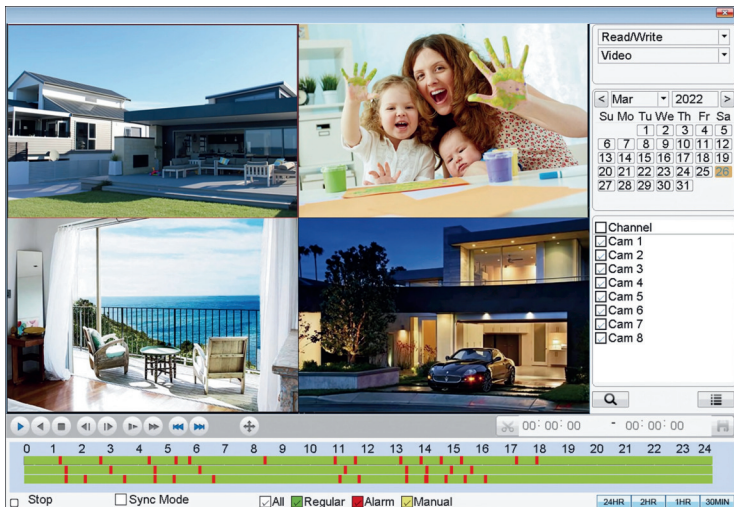 Read/Write
Video
< Mar 2022 >
Su Mo Tu We Th Fr Sa
1 2 3 4 5
6 7 8 9 10 11 12
13 14 15 16 17 18 19
20 21 22 23 24 25 26
27 28 29 30 31
Channel
Cam 1
Cam 2
Cam 3
Cam 4
Cam 5
Cam 6
Cam 7
Cam 8
00: 00: 00 - 00: 00: 00
0 1 2 3 4 5 6 7 8 9 10 11 12 13 14 15 16 17 18 19 20 21 22 23 24
Stop Sync Mode All Regular Alarm Manual
24HR 2HR 1HR 30MIN